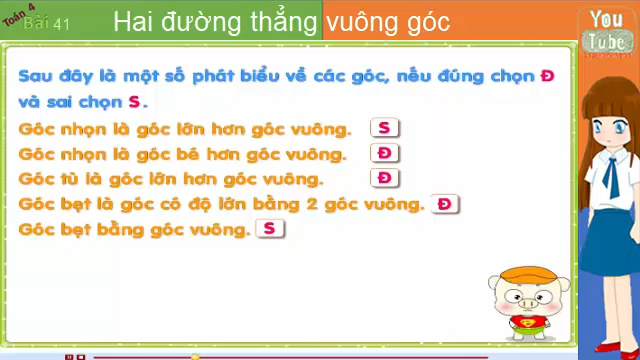 Toán 4
Bài 41
Hai đường thẳng vuông góc
You
Tube
Sau đây là một số phát biểu về các góc, nếu đúng chọn Đ
và sai chọn S.
Góc nhọn là góc lớn hơn góc vuông. S
Góc nhọn là góc bé hơn góc vuông. Đ
Góc tù là góc lớn hơn góc vuông. Đ
Góc bẹt là góc có độ lớn bằng 2 góc vuông. Đ
Góc bẹt bằng góc vuông. S